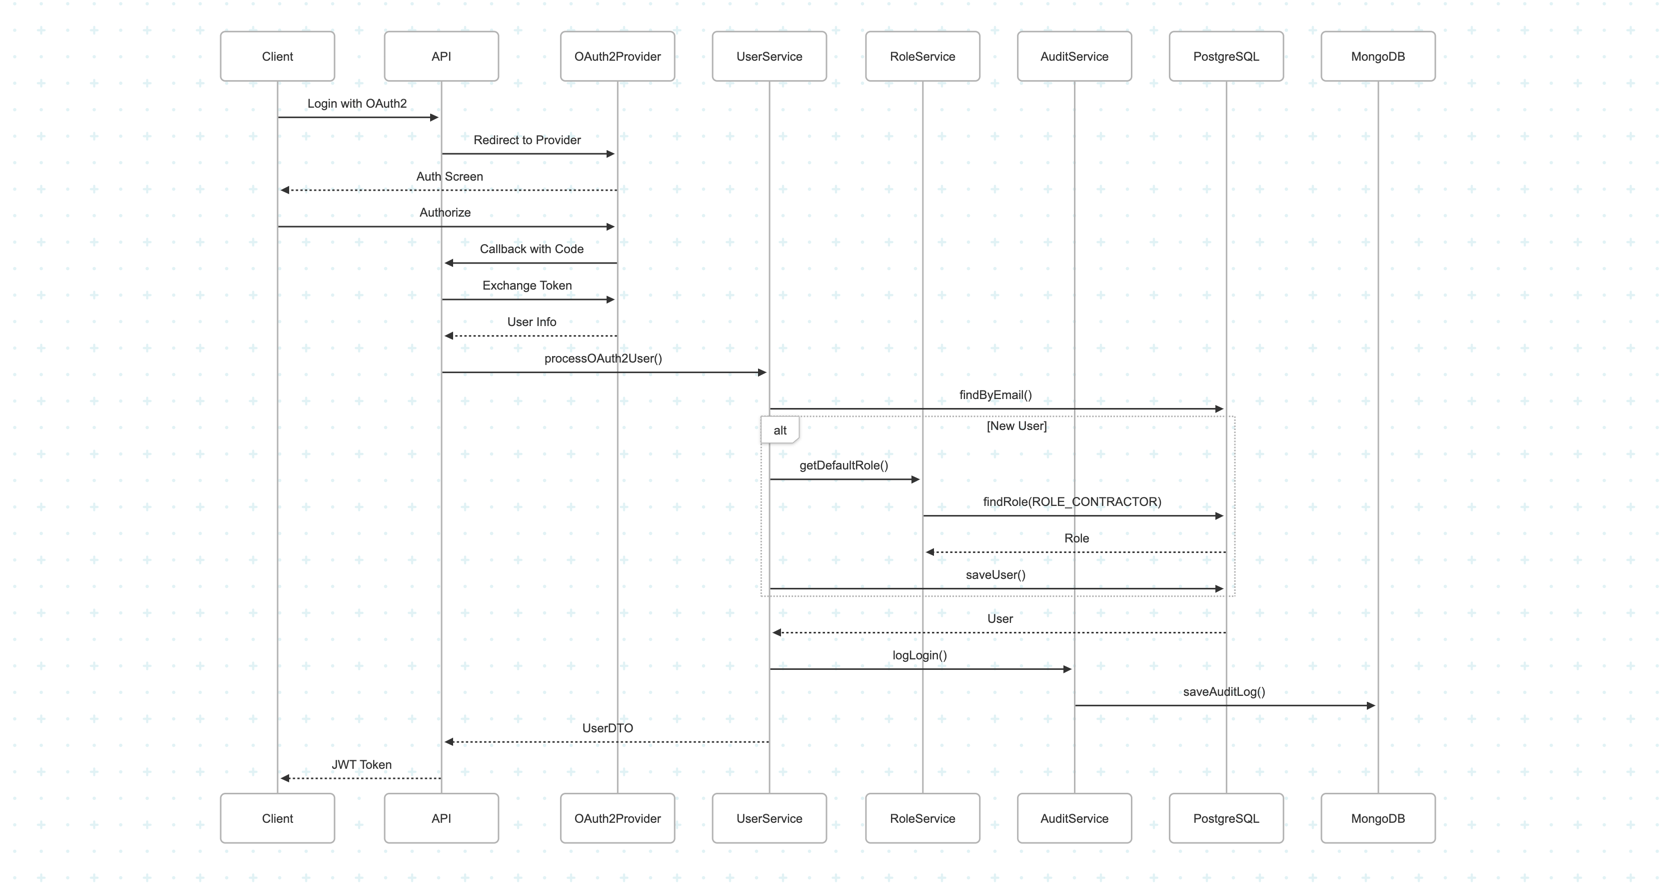 Client
API
OAuth2Provider
UserService
RoleService
AuditService
PostgreSQL
MongoDB
Login with OAuth2
Redirect to Provider
Auth Screen
Authorize
Callback with Code
Exchange Token
User Info
processOAuth2User()
findByEmail()
alt
[New User]
getDefaultRole()
findRole(ROLE_CONTRACTOR)
Role
saveUser()
User
logLogin()
saveAuditLog()
UserDTO
JWT Token
Client
API
OAuth2Provider
UserService
RoleService
AuditService
PostgreSQL
MongoDB